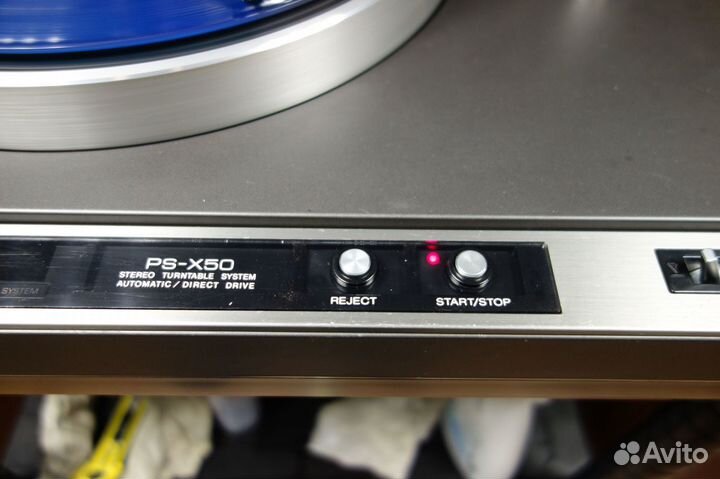 PS-X50
STEREO TURNTABLE SYSTEM
AUTOMATIC / DIRECT DRIVE
SYSTEM
REJECT
START/STOP
Avito